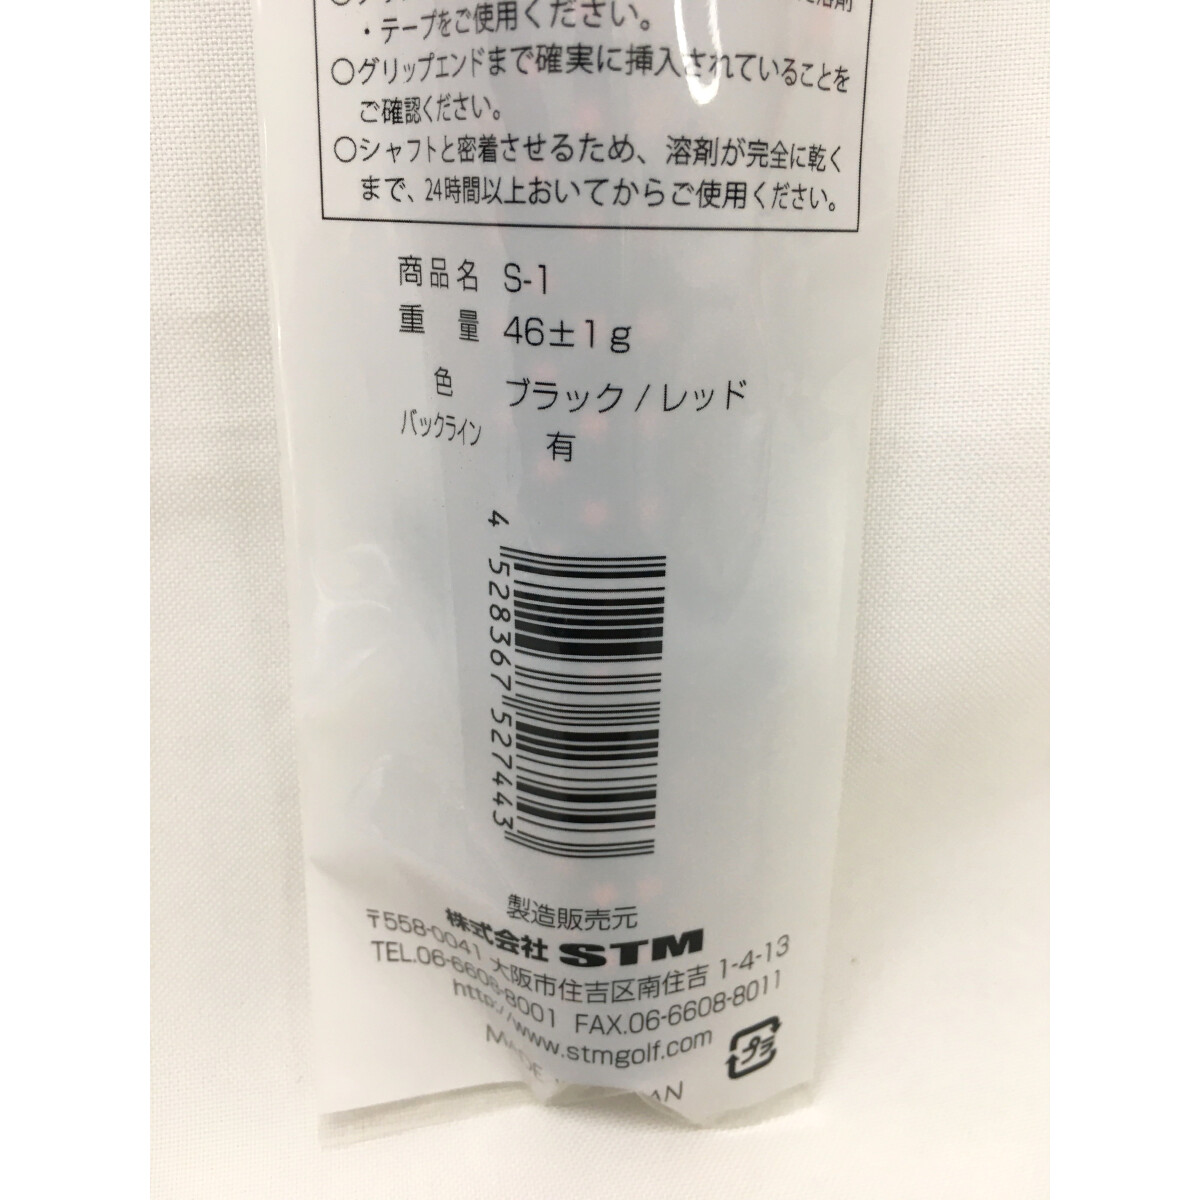 ・テープをご使用ください。
○グリップエンドまで確実に挿入されていることを
ご確認ください。
○シャフトと密着させるため、溶剤が完全に乾く
まで、24時間以上おいてからご使用ください。
商品名 S-1
重量 46±1g
色 ブラック/レッド
バックライン 有
4 528367 527443
製造販売元
株式会社 STM
〒558-0041 大阪市住吉区南住吉 1-4-13
TEL.06-6608-8001 FAX.06-6608-8011
http://www.stmgolf.com
MADE
プラ